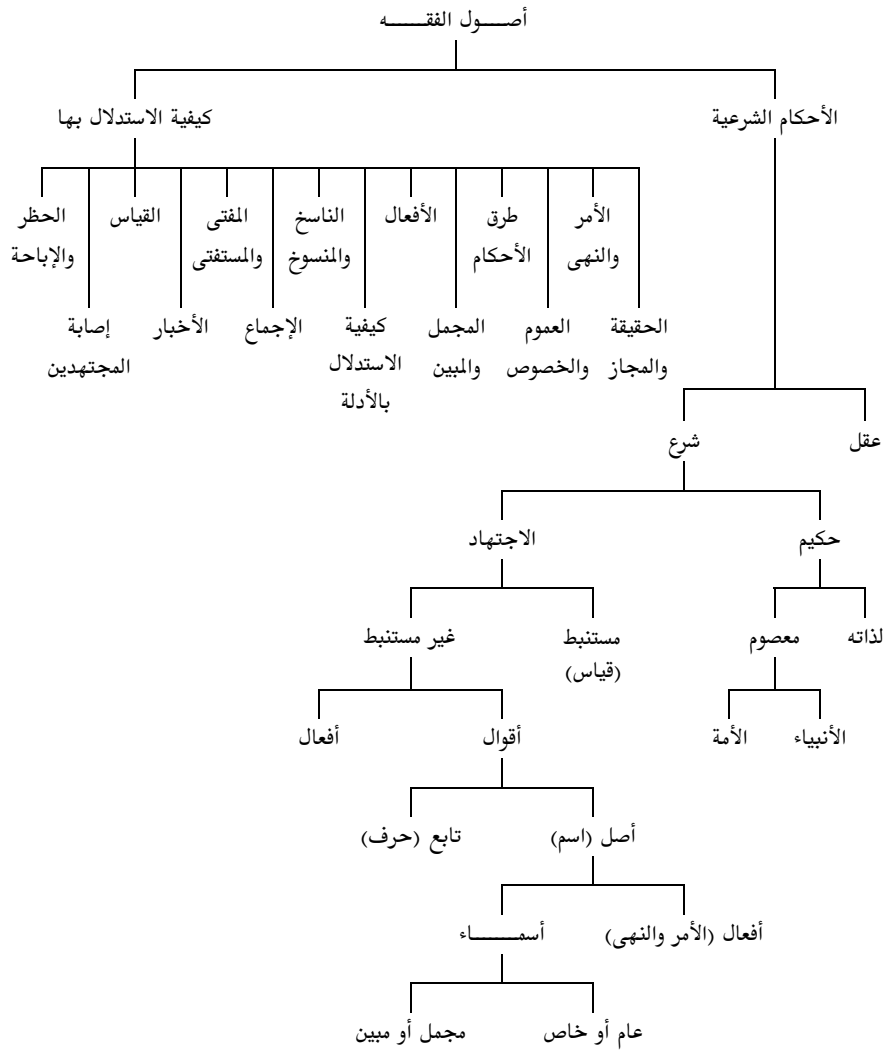 أصـــول الفقـــه
الأحكام الشرعية
كيفية الاستدلال بها
الأمر
والنهى
طرق
الأحكام
الأفعال
الناسخ
والمنسوخ
المفتى
والمستفتى
القياس
الحظر
والإباحة
الحقيقة
والمجاز
العموم
والخصوص
المجمل
والمبين
كيفية
الاستدلال
بالأدلة
الإجماع
الأخبار
إصابة
المجتهدين
عقل
شرع
حكيم
الاجتهاد
لذاته
معصوم
مستنبط
(قياس)
غير مستنبط
الأنبياء
الأمة
أقوال
أفعال
أصل (اسم)
تابع (حرف)
أفعال (الأمر والنهى)
أسمـــــاء
عام أو خاص
مجمل أو مبين